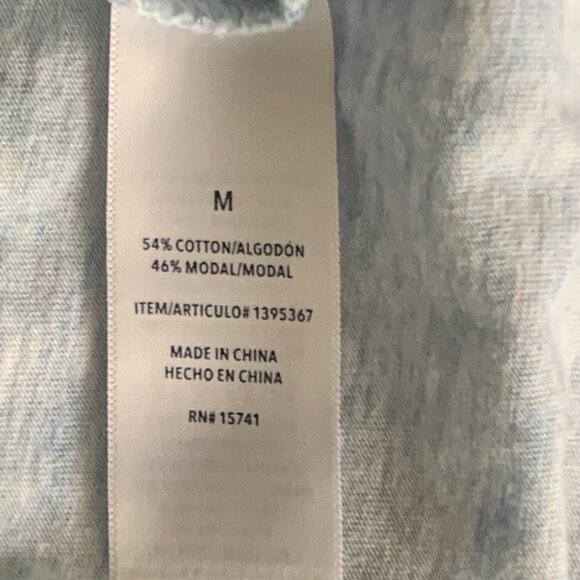 M
54% COTTON/ALGODÓN
46% MODAL/MODAL
ITEM/ARTICULO# 1395367
MADE IN CHINA
HECHO EN CHINA
RN# 15741